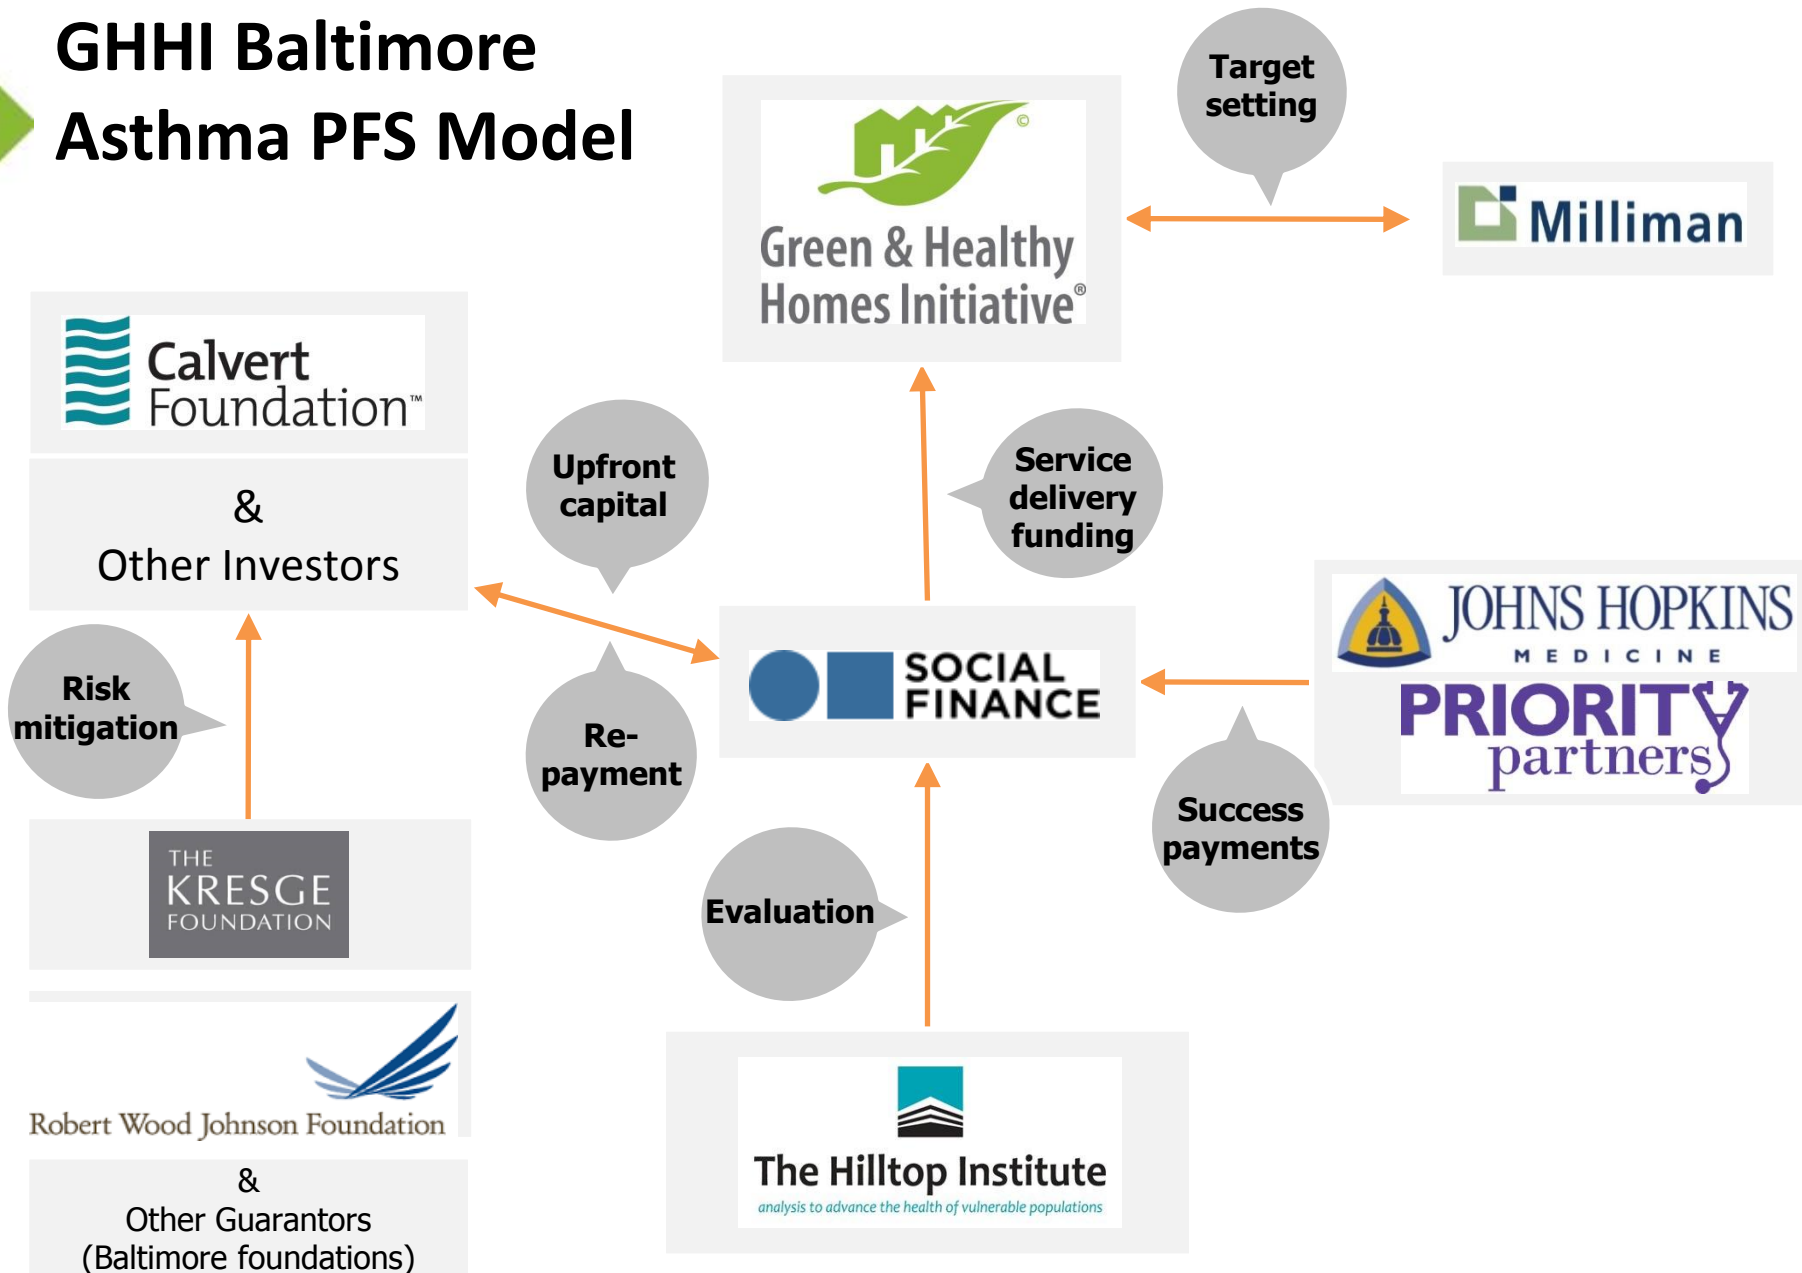 GHHI Baltimore
Asthma PFS Model
Target
setting
©
Green & Healthy
Homes Initiative®
Milliman
Calvert
Foundation™
&
Other Investors
Upfront
capital
Service
delivery
funding
JOHNS HOPKINS
MEDICINE
PRIORITY
partners
SOCIAL
FINANCE
Risk
mitigation
Re-
payment
Success
payments
THE
KRESGE
FOUNDATION
Evaluation
Robert Wood Johnson Foundation
&
Other Guarantors
(Baltimore foundations)
The Hilltop Institute
analysis to advance the health of vulnerable populations